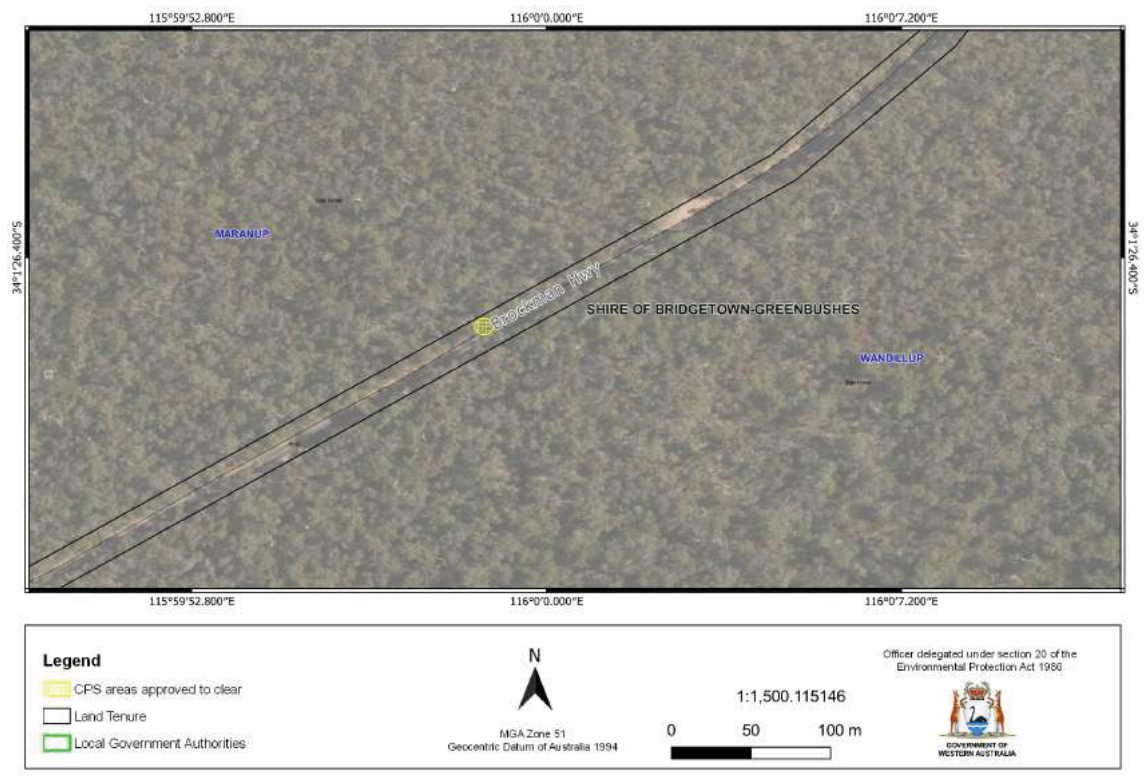 115°59'52.800"E 116°0'0.000"E 116°0'7.200"E
34°1'26.400"S
34°1'26.400"S
MARANUP
Brockman Hwy
SHIRE OF BRIDGETOWN-GREENBUSHES
WANDILLUP
115°59'52.800"E 116°0'0.000"E 116°0'7.200"E
Legend
CPS areas approved to clear
Land Tenure
Local Government Authorities
N
MGA Zone 51
Geocentric Datum of Australia 1994
1:1,500.115146
0 50 100 m
Officer delegated under section 20 of the
Environmental Protection Act 1986
GOVERNMENT OF
WESTERN AUSTRALIA